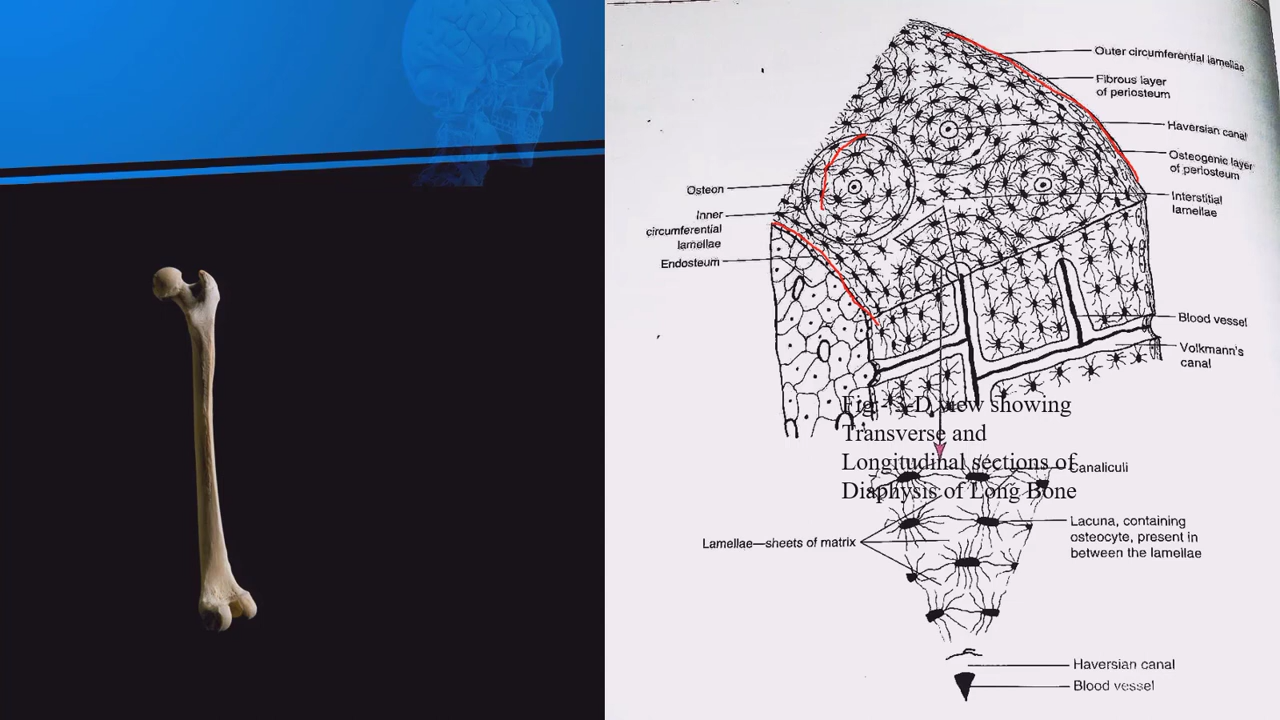 Outer circumferential lamellae
Fibrous layer
of periosteum
Haversian canal
Osteogenic layer
of periosteum
Interstitial
lamellae
Osteon
Inner
circumferential
lamellae
Endosteum
Blood vessel
Volkmann's
canal
view showing
Transverse and
Longitudinal sections of
Diaphysis of Long Bone
Canaliculi
Lacuna, containing
osteocyte, present in
between the lamellae
Lamellae—sheets of matrix
Haversian canal
Blood vessel